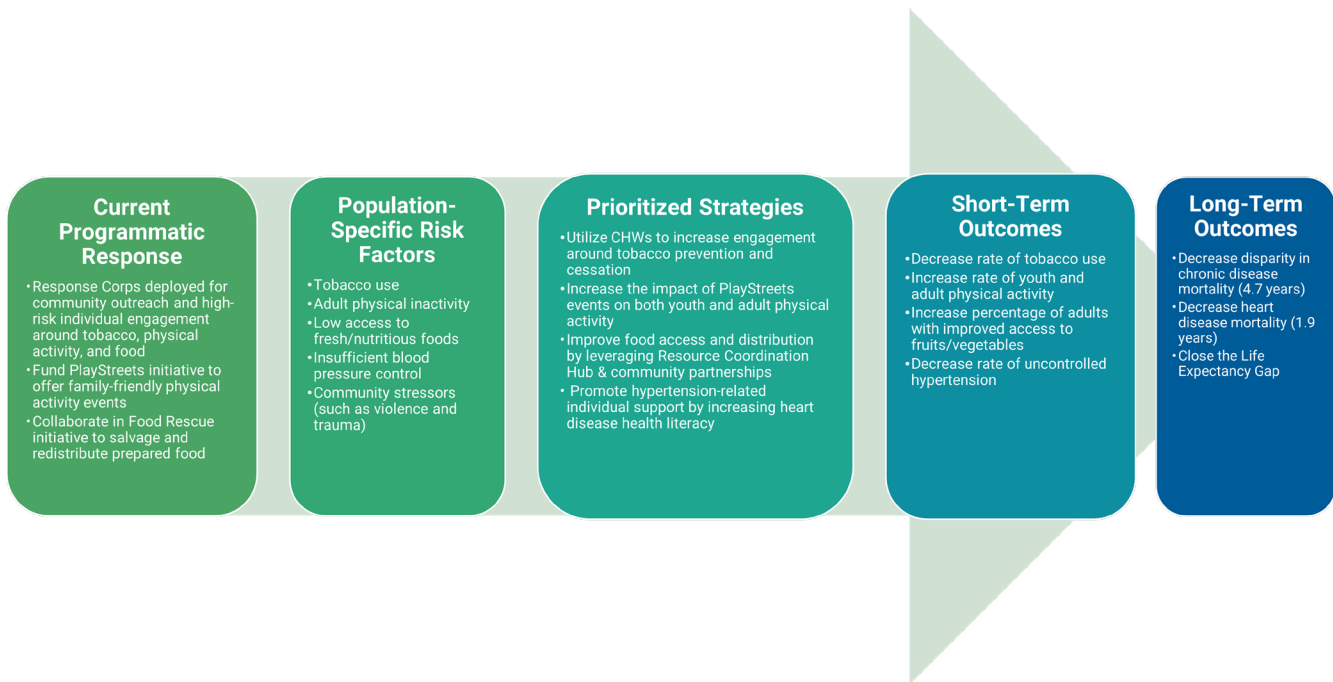 Current
Programmatic
Response
•Response Corps deployed for
community outreach and high-
risk individual engagement
around tobacco, physical
activity, and food
•Fund PlayStreets initiative to
offer family-friendly physical
activity events
•Collaborate in Food Rescue
initiative to salvage and
redistribute prepared food
Population-
Specific Risk
Factors
•Tobacco use
•Adult physical inactivity
•Low access to
fresh/nutritious foods
•Insufficient blood
pressure control
•Community stressors
(such as violence and
trauma)
Prioritized Strategies
•Utilize CHWs to increase engagement
around tobacco prevention and
cessation
•Increase the impact of PlayStreets
events on both youth and adult physical
activity
•Improve food access and distribution
by leveraging Resource Coordination
Hub & community partnerships
• Promote hypertension-related
individual support by increasing heart
disease health literacy
Short-Term
Outcomes
•Decrease rate of tobacco use
•Increase rate of youth and
adult physical activity
•Increase percentage of adults
with improved access to
fruits/vegetables
•Decrease rate of uncontrolled
hypertension
Long-Term
Outcomes
•Decrease disparity in
chronic disease
mortality (4.7 years)
•Decrease heart
disease mortality (1.9
years)
•Close the Life
Expectancy Gap